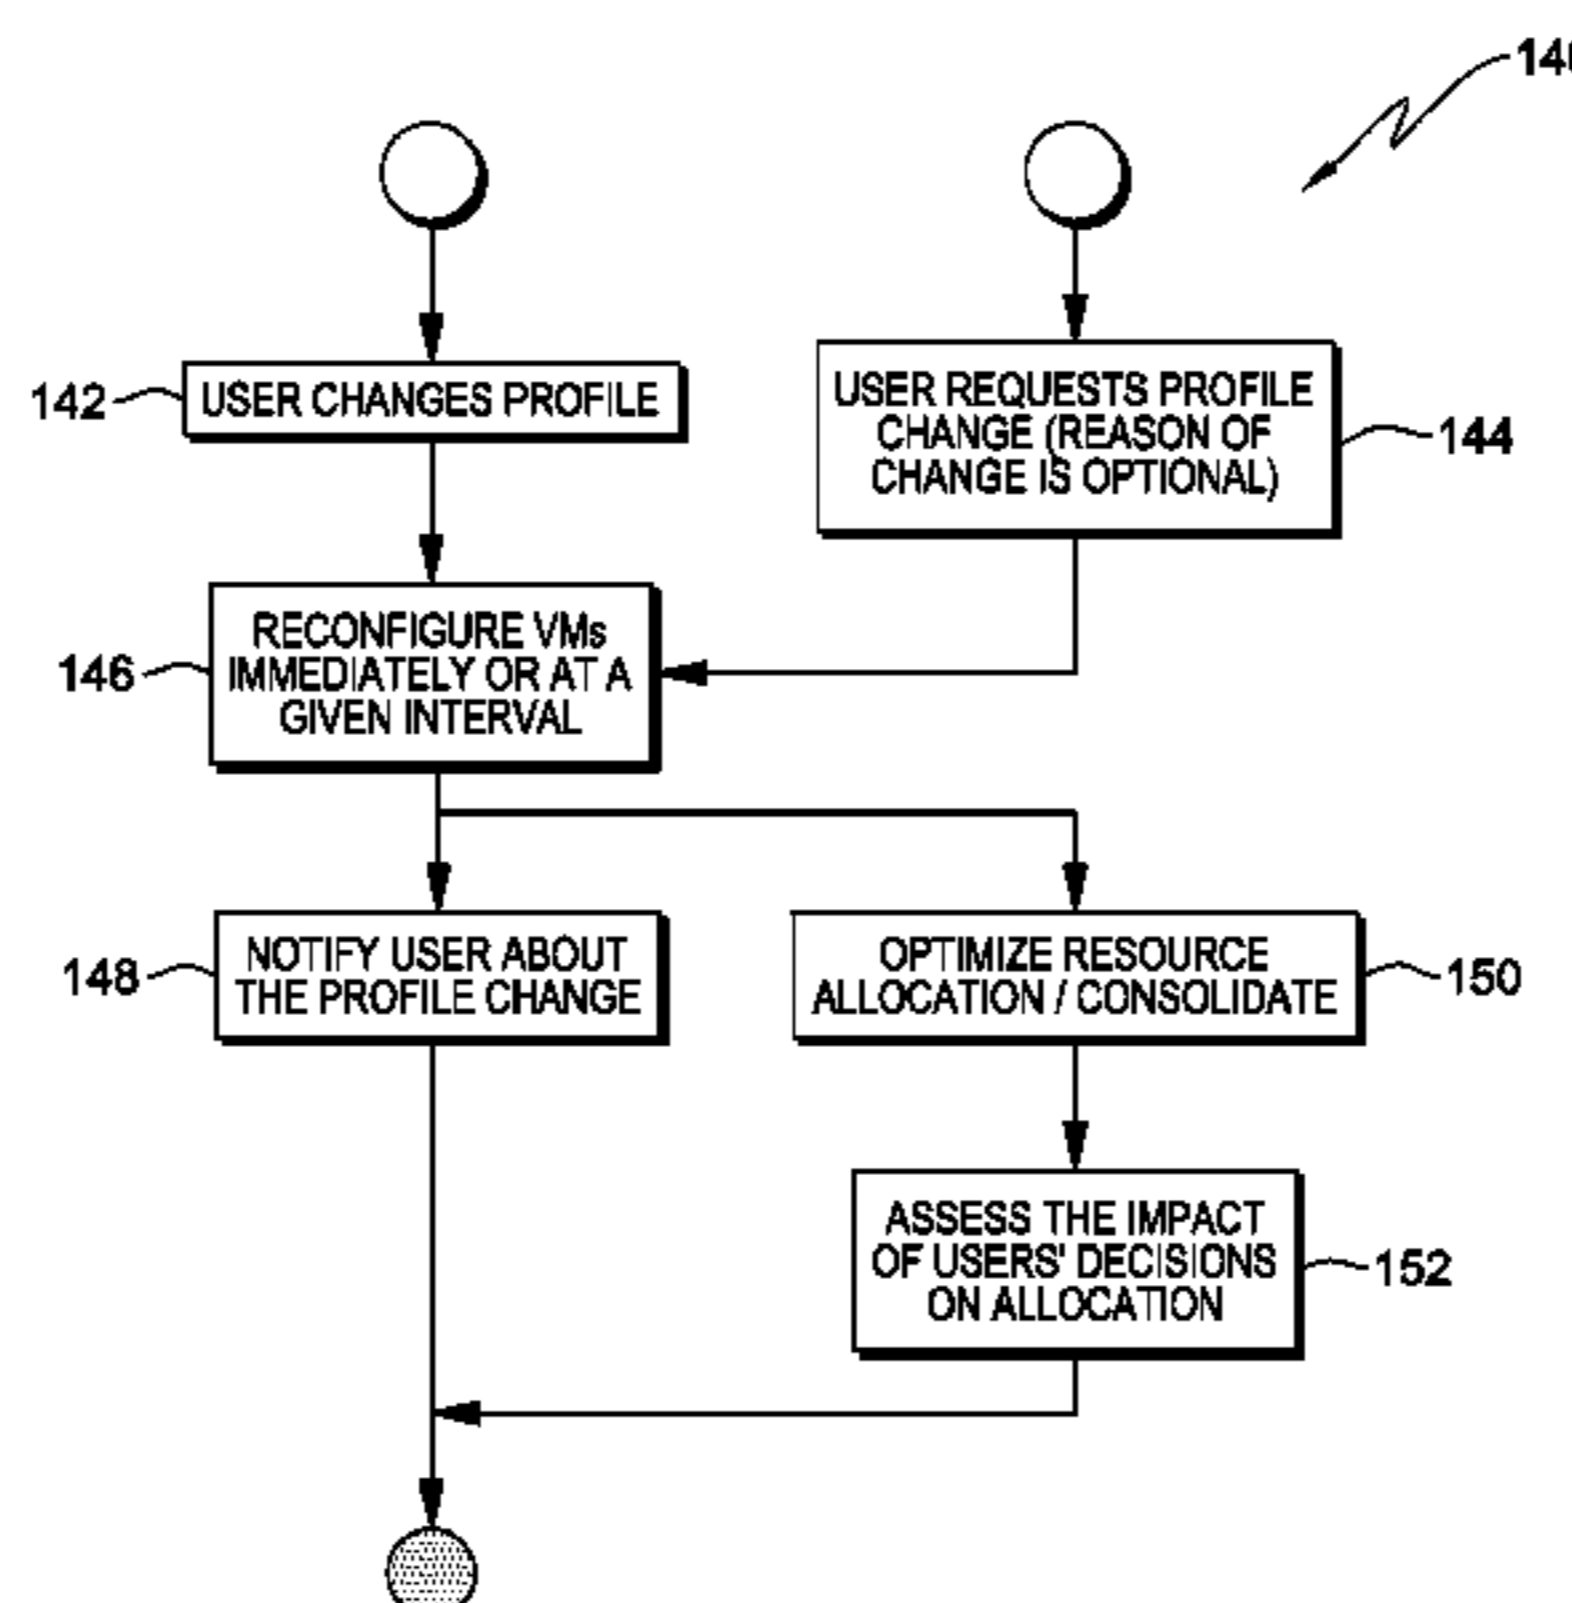 140
142
USER CHANGES PROFILE
USER REQUESTS PROFILE
CHANGE (REASON OF
CHANGE IS OPTIONAL)
144
146
RECONFIGURE VMs
IMMEDIATELY OR AT A
GIVEN INTERVAL
148
NOTIFY USER ABOUT
THE PROFILE CHANGE
OPTIMIZE RESOURCE
ALLOCATION / CONSOLIDATE
150
ASSESS THE IMPACT
OF USERS' DECISIONS
ON ALLOCATION
152